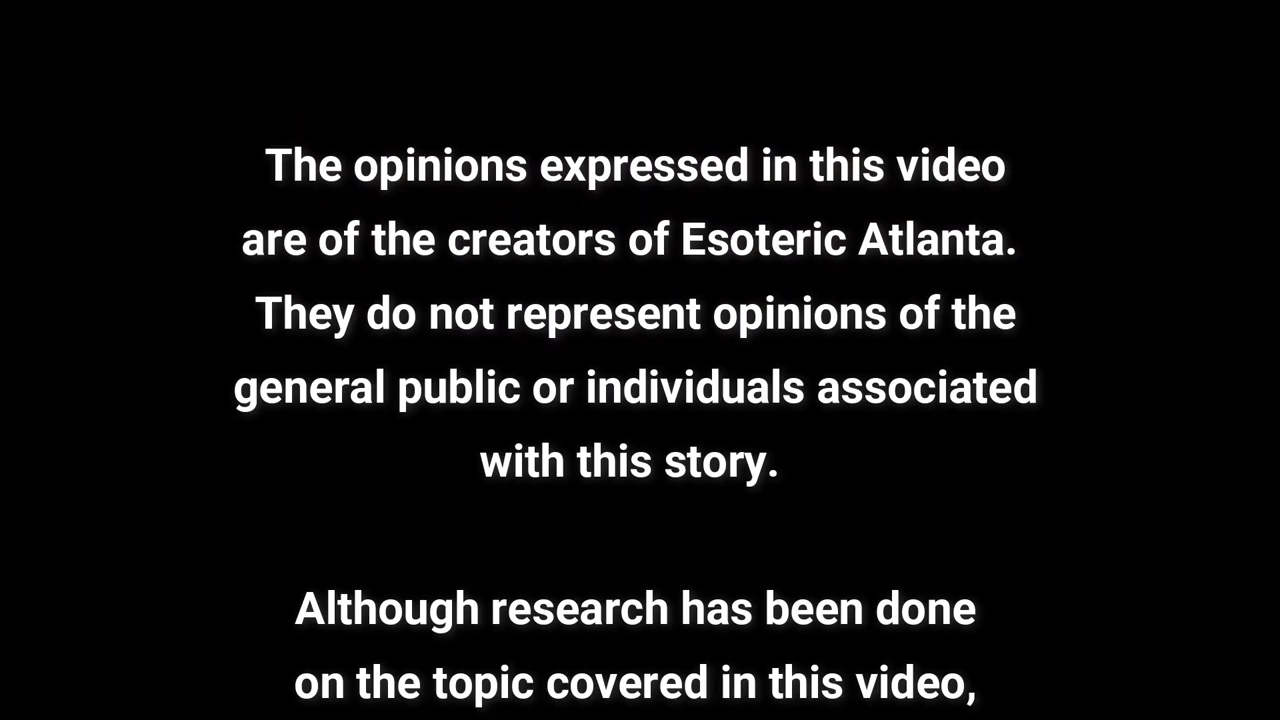 The opinions expressed in this video
are of the creators of Esoteric Atlanta.
They do not represent opinions of the
general public or individuals associated
with this story.
Although research has been done
on the topic covered in this video,